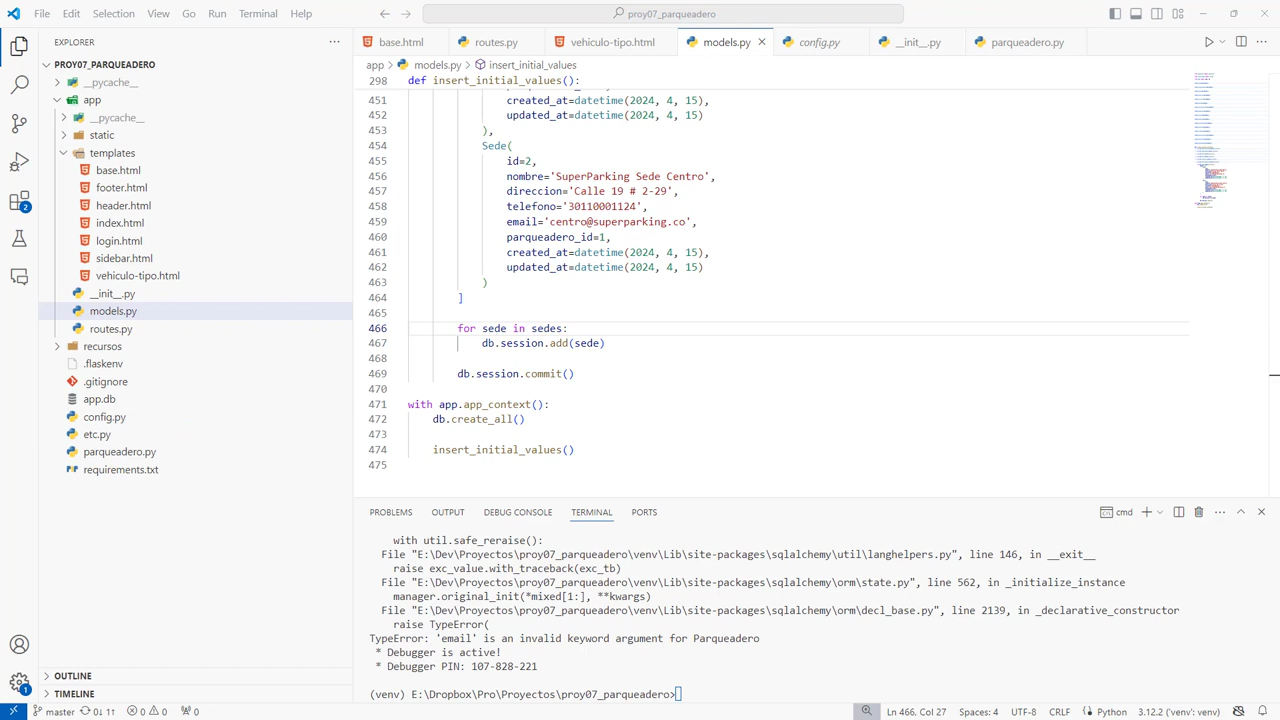 File Edit Selection View Go Run Terminal Help
proy07_parqueadero
EXPLORER
PROY07_PARQUEADERO
__pycache__
app
__pycache__
static
templates
base.html
footer.html
header.html
index.html
login.html
sidebar.html
vehiculo-tipo.html
__init__.py
models.py
routes.py
recursos
.flaskenv
.gitignore
app.db
config.py
etc.py
parqueadero.py
requirements.txt
OUTLINE
TIMELINE
2
1
base.html routes.py vehiculo-tipo.html models.py config.py __init__.py parqueadero.py
app > models.py > insert_initial_values
298 def insert_initial_values():
451 created_at=datetime(2024, 4, 15),
452 updated_at=datetime(2024, 4, 15)
453 ),
454 Sede(
455
456 nombre='SuperParking Sede Centro',
457 direccion='Calle 19 # 2-29',
458 telefono='30110001124',
459 email='centro@superparking.co',
460 parqueadero_id=1,
461 created_at=datetime(2024, 4, 15),
462 updated_at=datetime(2024, 4, 15)
463 )
464 ]
465
466 for sede in sedes:
467 db.session.add(sede)
468
469 db.session.commit()
470
471 with app.app_context():
472 db.create_all()
473
474 insert_initial_values()
475
PROBLEMS OUTPUT DEBUG CONSOLE TERMINAL PORTS
cmd
with util.safe_reraise():
File "E:\Dev\Proyectos\proy07_parqueadero\venv\Lib\site-packages\sqlalchemy\util\langhelpers.py", line 146, in __exit__
raise exc_value.with_traceback(exc_tb)
File "E:\Dev\Proyectos\proy07_parqueadero\venv\Lib\site-packages\sqlalchemy\orm\state.py", line 562, in _initialize_instance
manager.original_init(*mixed[1:], **kwargs)
File "E:\Dev\Proyectos\proy07_parqueadero\venv\Lib\site-packages\sqlalchemy\orm\decl_base.py", line 2139, in _declarative_constructor
raise TypeError(
TypeError: 'email' is an invalid keyword argument for Parqueadero
* Debugger is active!
* Debugger PIN: 107-828-221
(venv) E:\Dropbox\Pro\Proyectos\proy07_parqueadero>
master 0↓ 1↑ 0 0 0 Ln 466, Col 27 Spaces: 4 UTF-8 CRLF Python 3.12.2 ('venv': venv)